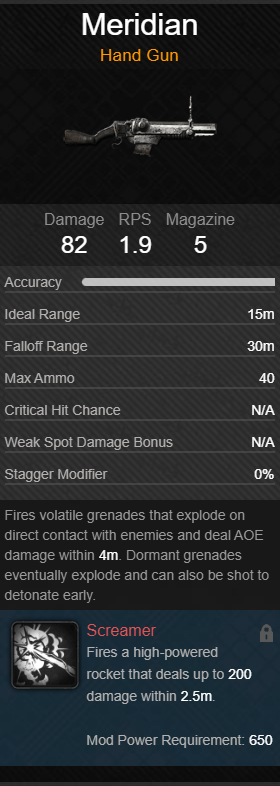 Meridian
Hand Gun
Damage RPS Magazine
82 1.9 5
Accuracy
Ideal Range 15m
Falloff Range 30m
Max Ammo 40
Critical Hit Chance N/A
Weak Spot Damage Bonus N/A
Stagger Modifier 0%
Fires volatile grenades that explode on
direct contact with enemies and deal AOE
damage within 4m. Dormant grenades
eventually explode and can also be shot to
detonate early.
Screamer
Fires a high-powered
rocket that deals up to 200
damage within 2.5m.
Mod Power Requirement: 650